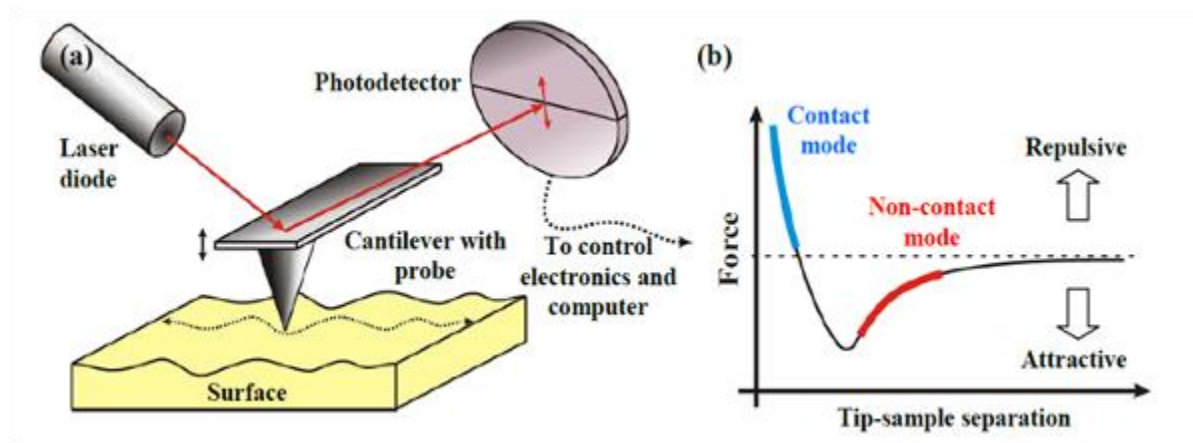 (a)
Photodetector
Laser
diode
Cantilever with
probe
To control
electronics and
computer
Surface
(b)
Contact
mode
Repulsive
Non-contact
mode
Force
Attractive
Tip-sample separation